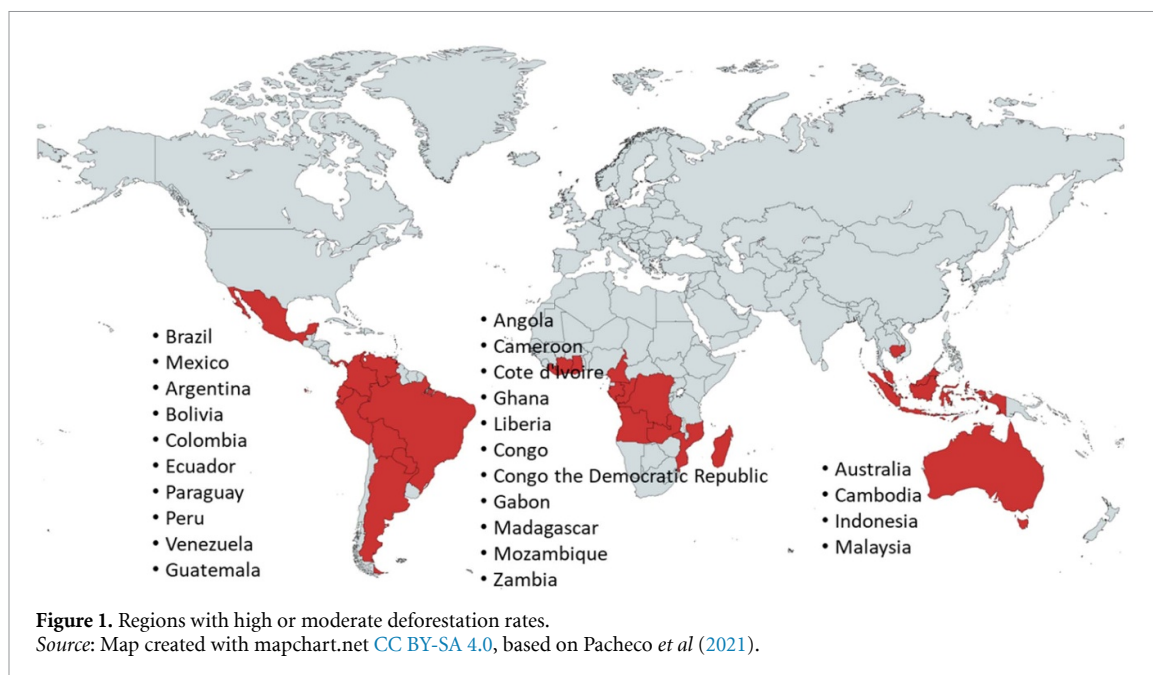 • Brazil
• Mexico
• Argentina
• Bolivia
• Colombia
• Ecuador
• Paraguay
• Peru
• Venezuela
• Guatemala
• Angola
• Cameroon
• Cote d'Ivoire
• Ghana
• Liberia
• Congo
• Congo the Democratic Republic
• Gabon
• Madagascar
• Mozambique
• Zambia
• Australia
• Cambodia
• Indonesia
• Malaysia
Figure 1. Regions with high or moderate deforestation rates.
Source: Map created with mapchart.net CC BY-SA 4.0, based on Pacheco et al (2021).